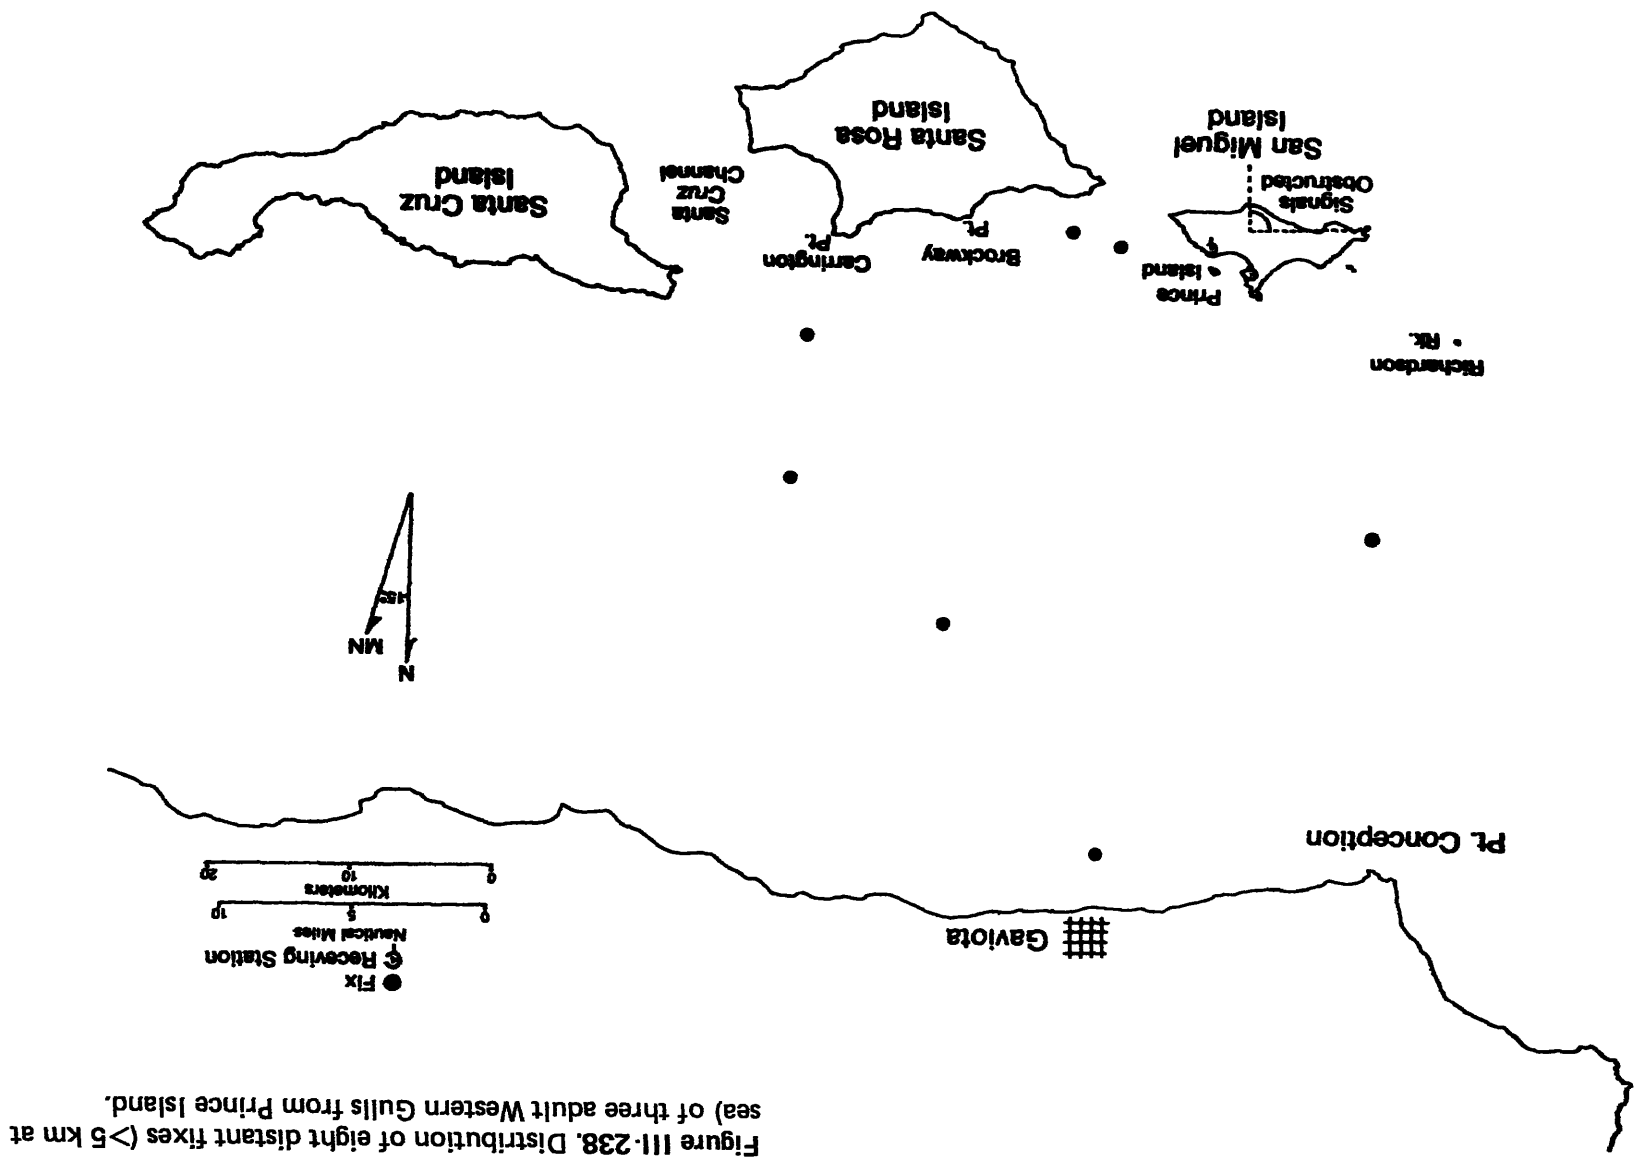 Figure III-238. Distribution of eight distant fixes (>5 km at
sea) of three adult Western Gulls from Prince Island.
Fix
Receving Station
Nautical Miles
0 5 10
Kilometers
0 10 20
Gaviota
Pt. Conception
N
MN
15°
Richardson
Rk.
Prince
Island
Signals
Obstructed
San Miguel
Island
Brockway
Pt.
Carrington
Pt.
Santa Rosa
Island
Santa
Cruz
Channel
Santa Cruz
Island